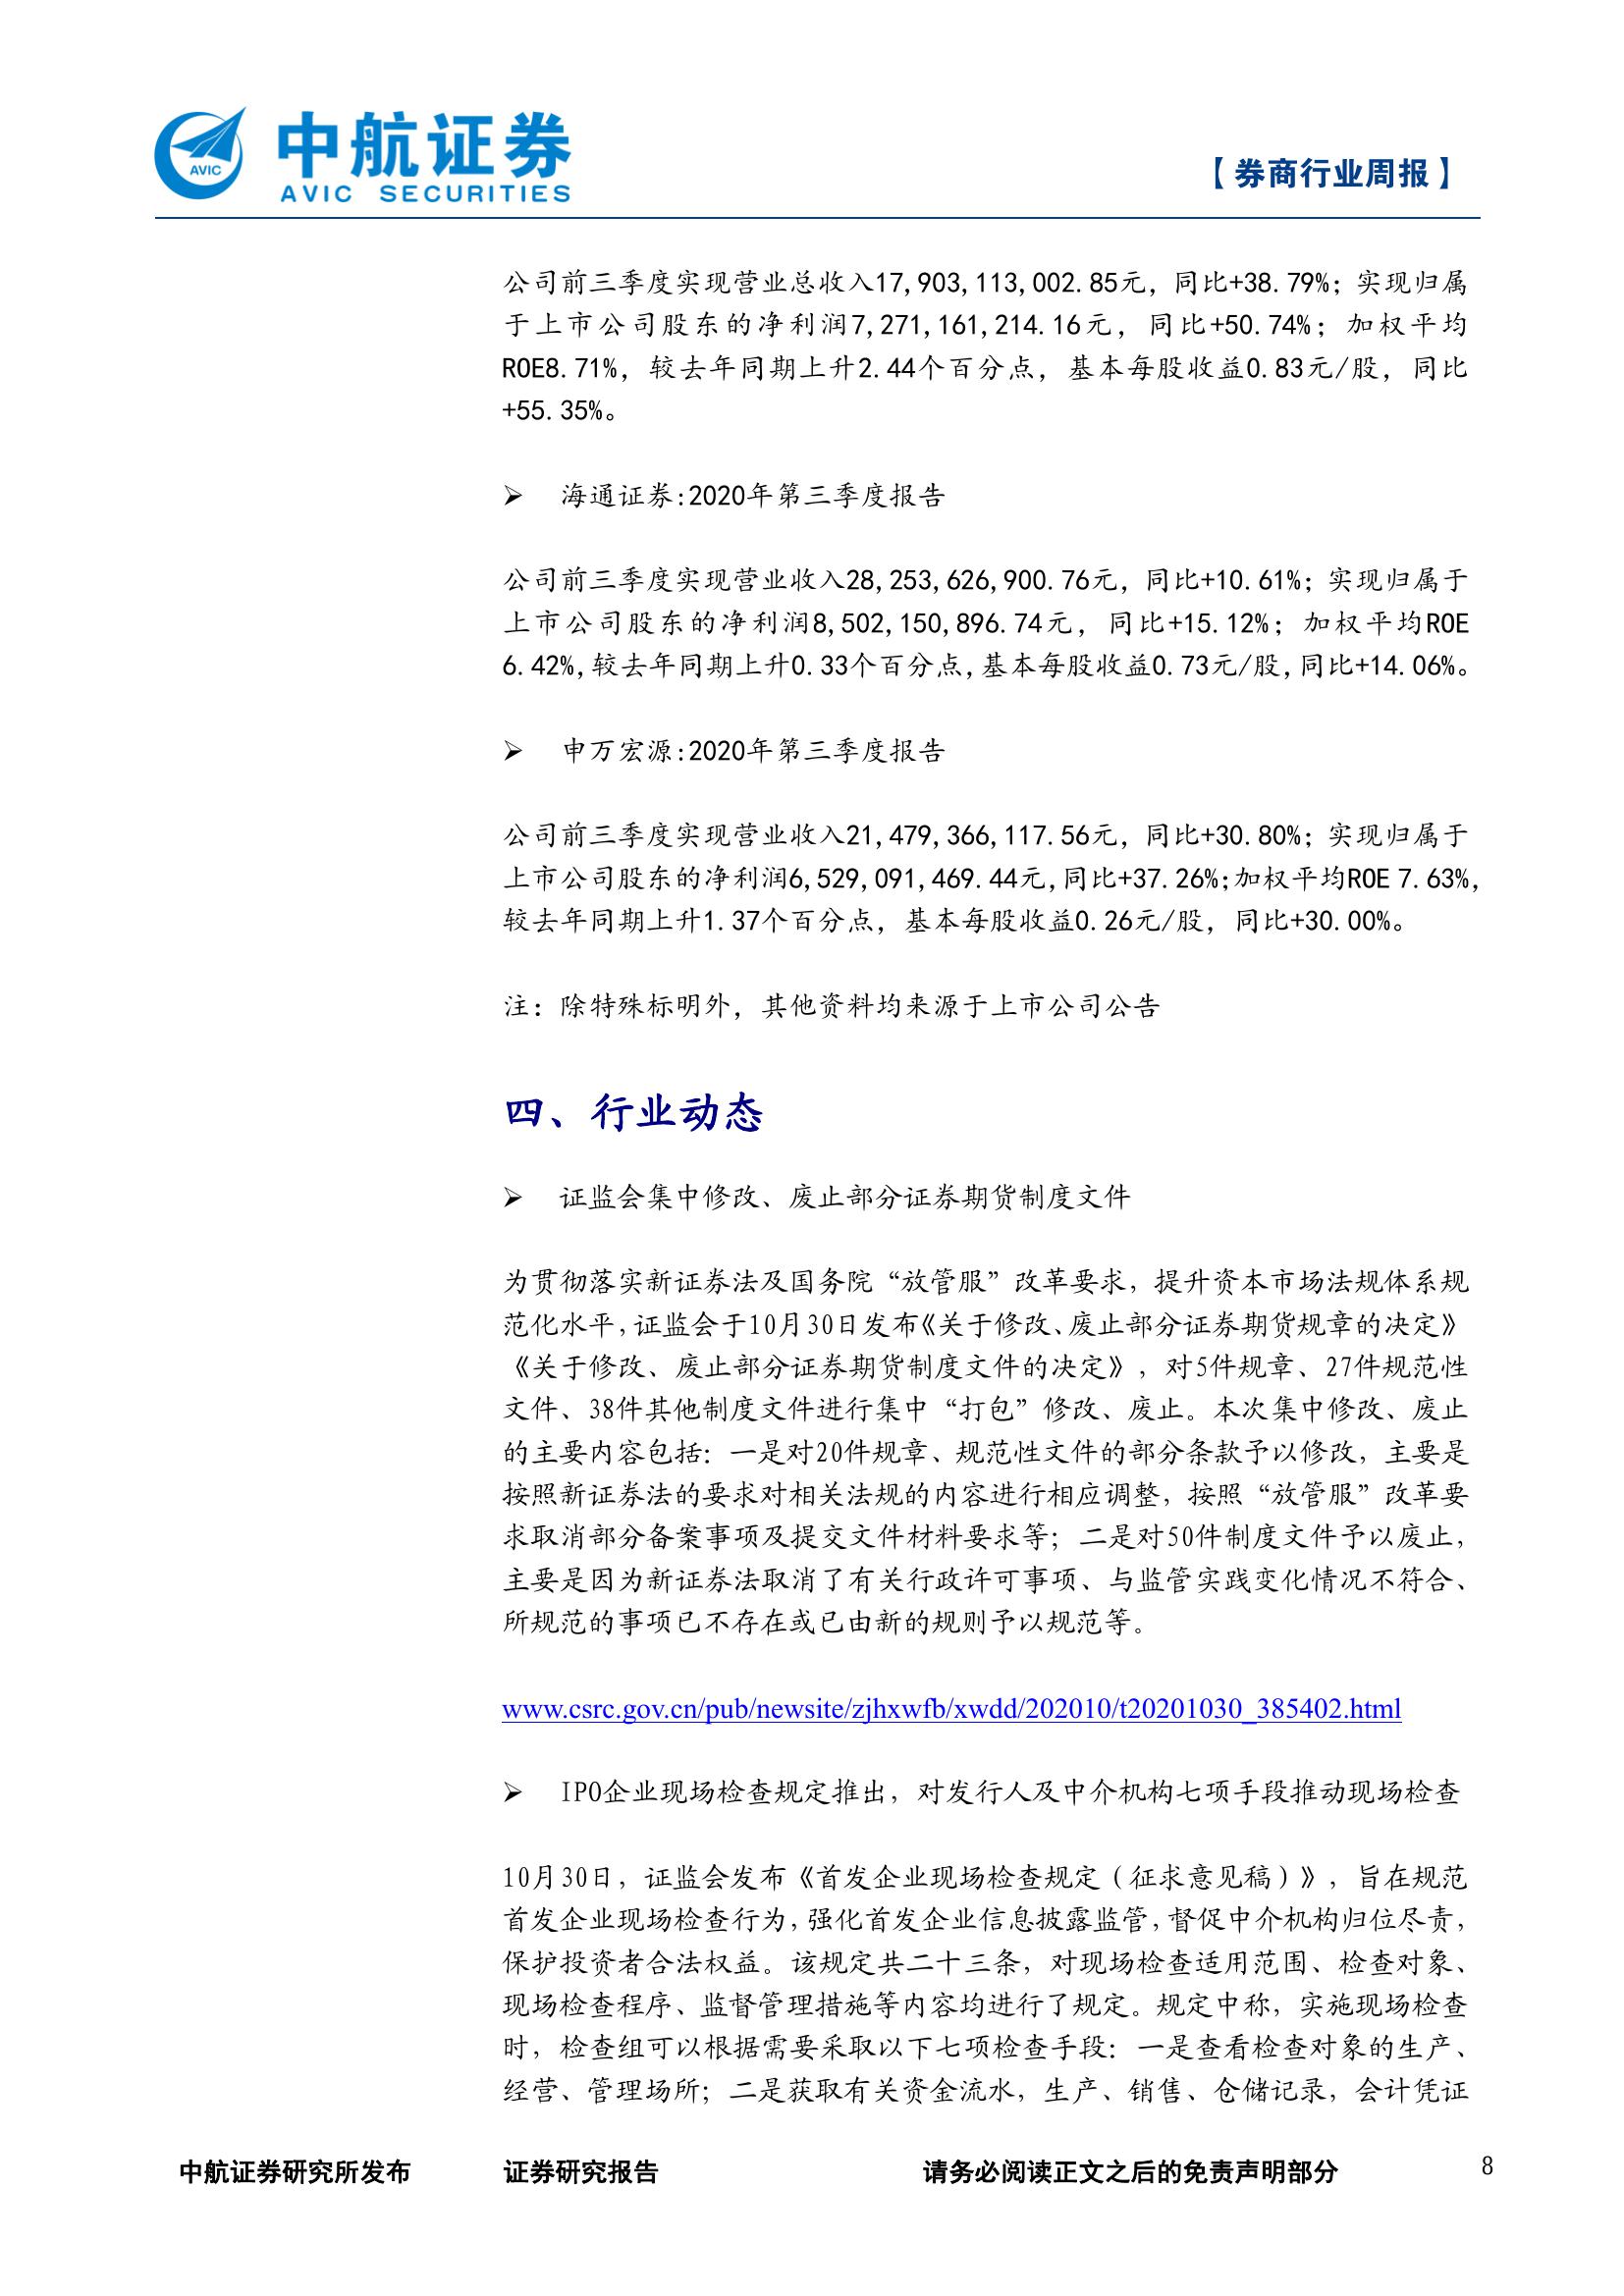 中航证券
AVIC
AVIC SECURITIES
【券商行业周报】
公司前三季度实现营业总收入17,903,113,002.85元，同比+38.79%；实现归属
于上市公司股东的净利润7,271,161,214.16元，同比+50.74%；加权平均
ROE8.71%，较去年同期上升2.44个百分点，基本每股收益0.83元/股，同比
+55.35%。
➢ 海通证券:2020年第三季度报告
公司前三季度实现营业收入28,253,626,900.76元，同比+10.61%；实现归属于
上市公司股东的净利润8,502,150,896.74元，同比+15.12%；加权平均ROE
6.42%,较去年同期上升0.33个百分点,基本每股收益0.73元/股,同比+14.06%。
➢ 申万宏源:2020年第三季度报告
公司前三季度实现营业收入21,479,366,117.56元，同比+30.80%；实现归属于
上市公司股东的净利润6,529,091,469.44元,同比+37.26%;加权平均ROE 7.63%,
较去年同期上升1.37个百分点，基本每股收益0.26元/股，同比+30.00%。
注：除特殊标明外，其他资料均来源于上市公司公告
四、行业动态
➢ 证监会集中修改、废止部分证券期货制度文件
为贯彻落实新证券法及国务院“放管服”改革要求，提升资本市场法规体系规
范化水平,证监会于10月30日发布《关于修改、废止部分证券期货规章的决定》
《关于修改、废止部分证券期货制度文件的决定》，对5件规章、27件规范性
文件、38件其他制度文件进行集中“打包”修改、废止。本次集中修改、废止
的主要内容包括：一是对20件规章、规范性文件的部分条款予以修改，主要是
按照新证券法的要求对相关法规的内容进行相应调整，按照“放管服”改革要
求取消部分备案事项及提交文件材料要求等；二是对50件制度文件予以废止，
主要是因为新证券法取消了有关行政许可事项、与监管实践变化情况不符合、
所规范的事项已不存在或已由新的规则予以规范等。
www.csrc.gov.cn/pub/newsite/zjhxwfb/xwdd/202010/t20201030_385402.html
➢ IPO企业现场检查规定推出，对发行人及中介机构七项手段推动现场检查
10月30日，证监会发布《首发企业现场检查规定（征求意见稿）》，旨在规范
首发企业现场检查行为,强化首发企业信息披露监管,督促中介机构归位尽责，
保护投资者合法权益。该规定共二十三条，对现场检查适用范围、检查对象、
现场检查程序、监督管理措施等内容均进行了规定。规定中称，实施现场检查
时，检查组可以根据需要采取以下七项检查手段：一是查看检查对象的生产、
经营、管理场所；二是获取有关资金流水，生产、销售、仓储记录，会计凭证
中航证券研究所发布 证券研究报告 请务必阅读正文之后的免责声明部分 8